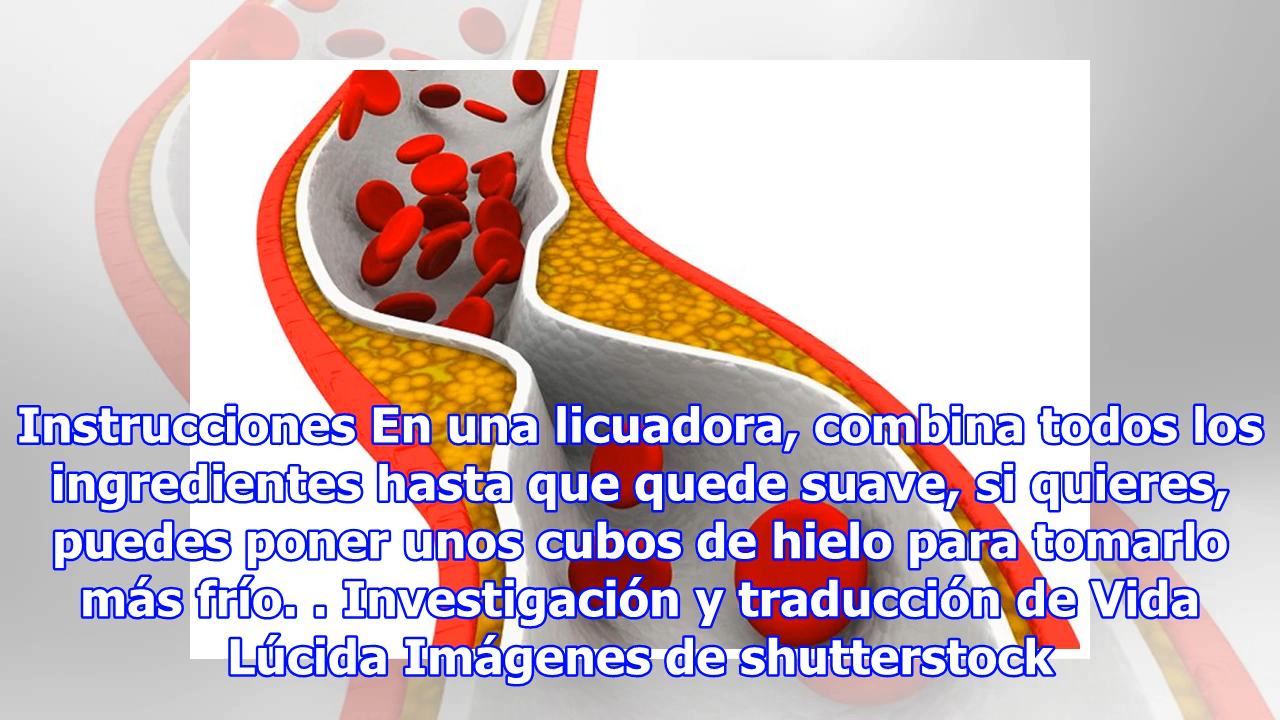 Instrucciones En una licuadora, combina todos los
ingredientes hasta que quede suave, si quieres,
puedes poner unos cubos de hielo para tomarlo
más frío. . Investigación y traducción de Vida
Lúcida Imágenes de shutterstock